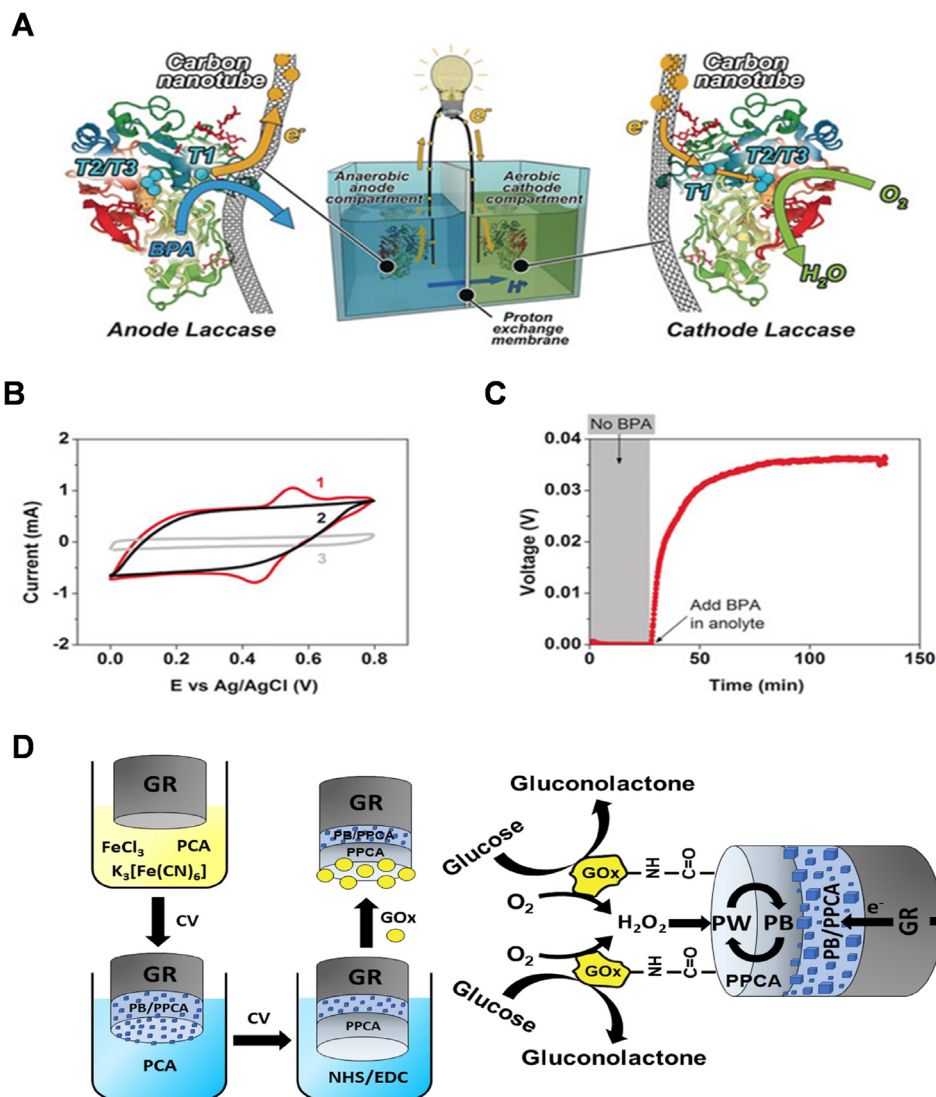 A
Carbon
nanotube
e⁻
T2/T3
T1
BPA
Anode Laccase
e⁻
Anaerobic
anode
compartment
Aerobic
cathode
compartment
H⁺
Proton
exchange
membrane
Carbon
nanotube
e⁻
T1
T2/T3
O₂
H₂O
Cathode Laccase
B
2
1
0
-1
-2
Current (mA)
1
2
3
0.0
0.2
0.4
0.6
0.8
E vs Ag/AgCl (V)
C
No BPA
0.04
0.03
0.02
0.01
0.00
Voltage (V)
Add BPA
in anolyte
0
50
100
150
Time (min)
D
GR
FeCl₃ PCA
K₃[Fe(CN)₆]
CV
GR
PB/PPCA
PCA
CV
GR
PPCA
NHS/EDC
GOx
GR
PB/PPCA
PPCA
Gluconolactone
Glucose
GOx
NH
C=O
O₂
H₂O₂
PW
PB
PPCA
PB/PPCA
e⁻
GR
O₂
GOx
NH
C=O
Glucose
Gluconolactone